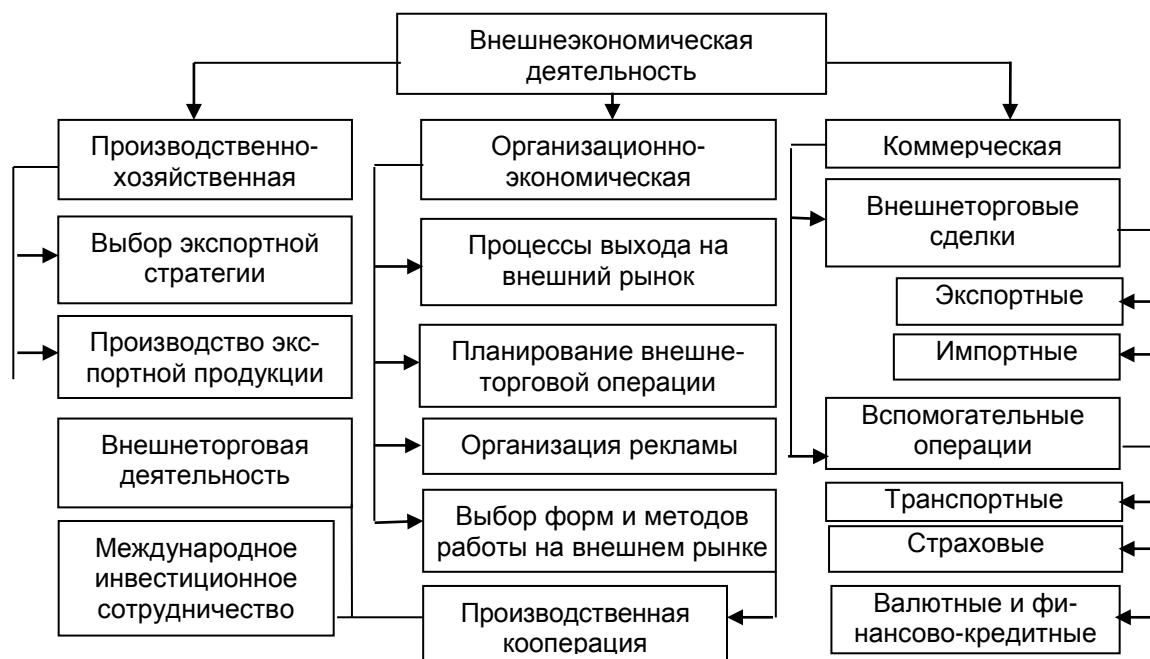 Внешнеэкономическая
деятельность
Производственно-
хозяйственная
Выбор экспортной
стратегии
Производство экс-
портной продукции
Внешнеторговая
деятельность
Международное
инвестиционное
сотрудничество
Организационно-
экономическая
Процессы выхода на
внешний рынок
Планирование внешне-
торговой операции
Организация рекламы
Выбор форм и методов
работы на внешнем рынке
Производственная
кооперация
Коммерческая
Внешнеторговые
сделки
Экспортные
Импортные
Вспомогательные
операции
Транспортные
Страховые
Валютные и фи-
нансово-кредитные